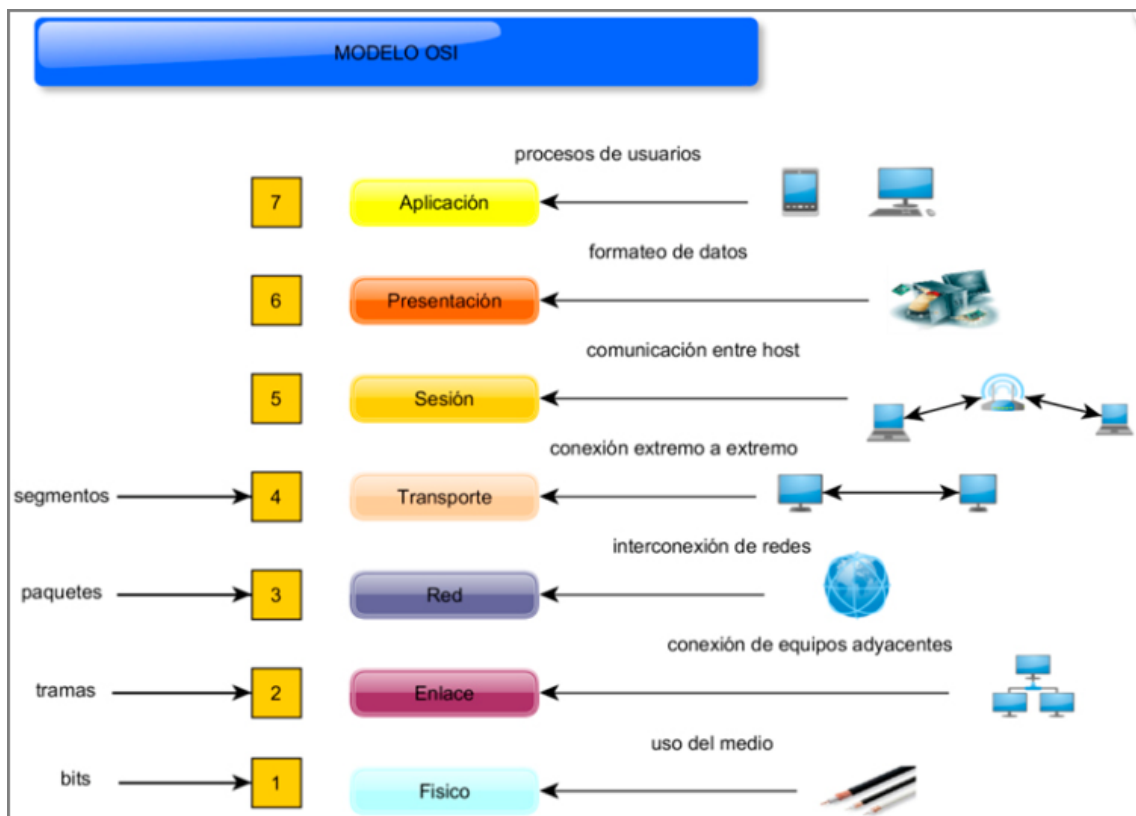 MODELO OSI
procesos de usuarios
7
Aplicación
formateo de datos
6
Presentación
comunicación entre host
5
Sesión
conexión extremo a extremo
segmentos
4
Transporte
interconexión de redes
paquetes
3
Red
conexión de equipos adyacentes
tramas
2
Enlace
uso del medio
bits
1
Fisico